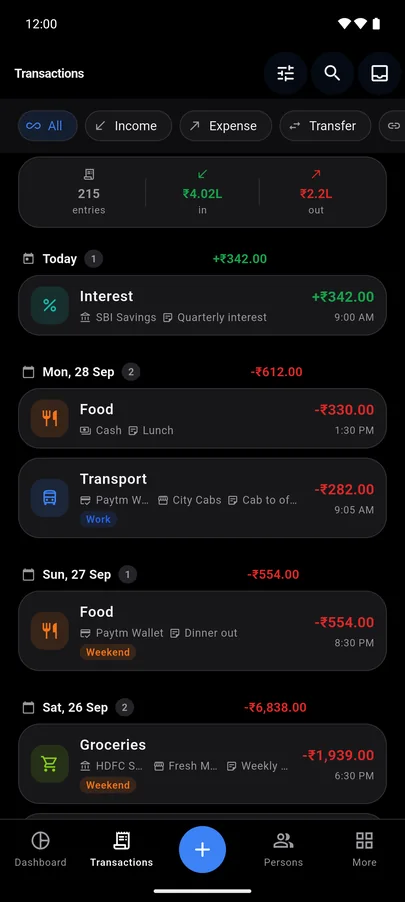 12:00
Transactions
All
Income
Expense
Transfer
215
entries
₹4.02L
in
₹2.2L
out
Today 1 +₹342.00
Interest
+₹342.00
SBI Savings Quarterly interest
9:00 AM
Mon, 28 Sep 2 -₹612.00
Food
-₹330.00
Cash Lunch
1:30 PM
Transport
-₹282.00
Paytm W... City Cabs Cab to of...
9:05 AM
Work
Sun, 27 Sep 1 -₹554.00
Food
-₹554.00
Paytm Wallet Dinner out
8:30 PM
Weekend
Sat, 26 Sep 2 -₹6,838.00
Groceries
-₹1,939.00
HDFC S... Fresh M... Weekly ...
6:30 PM
Weekend
Dashboard
Transactions
Persons
More